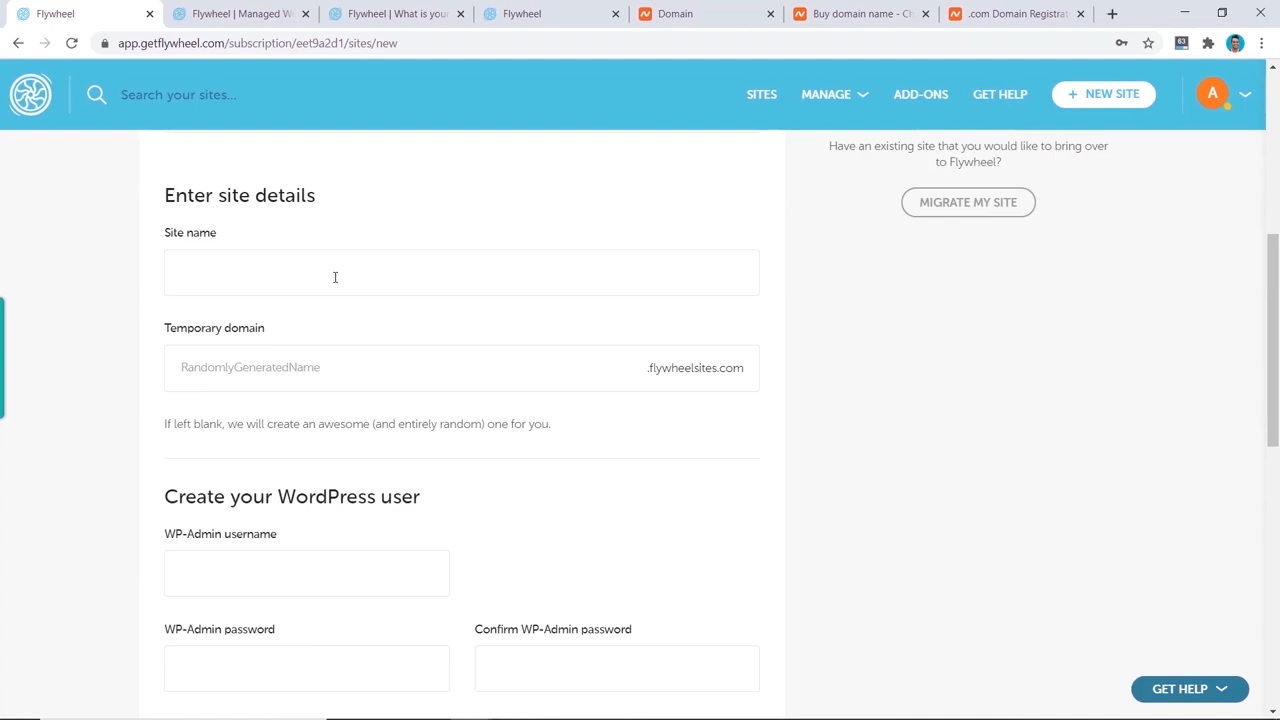 Flywheel
Flywheel | Managed W
Flywheel | What is your
Flywheel
Domain
Buy domain name - Ch
.com Domain Registrat
app.getflywheel.com/subscription/eet9a2d1/sites/new
63
Search your sites...
SITES
MANAGE
ADD-ONS
GET HELP
+ NEW SITE
A
Have an existing site that you would like to bring over
to Flywheel?
MIGRATE MY SITE
Enter site details
Site name
Temporary domain
RandomlyGeneratedName
.flywheelsites.com
If left blank, we will create an awesome (and entirely random) one for you.
Create your WordPress user
WP-Admin username
WP-Admin password
Confirm WP-Admin password
GET HELP